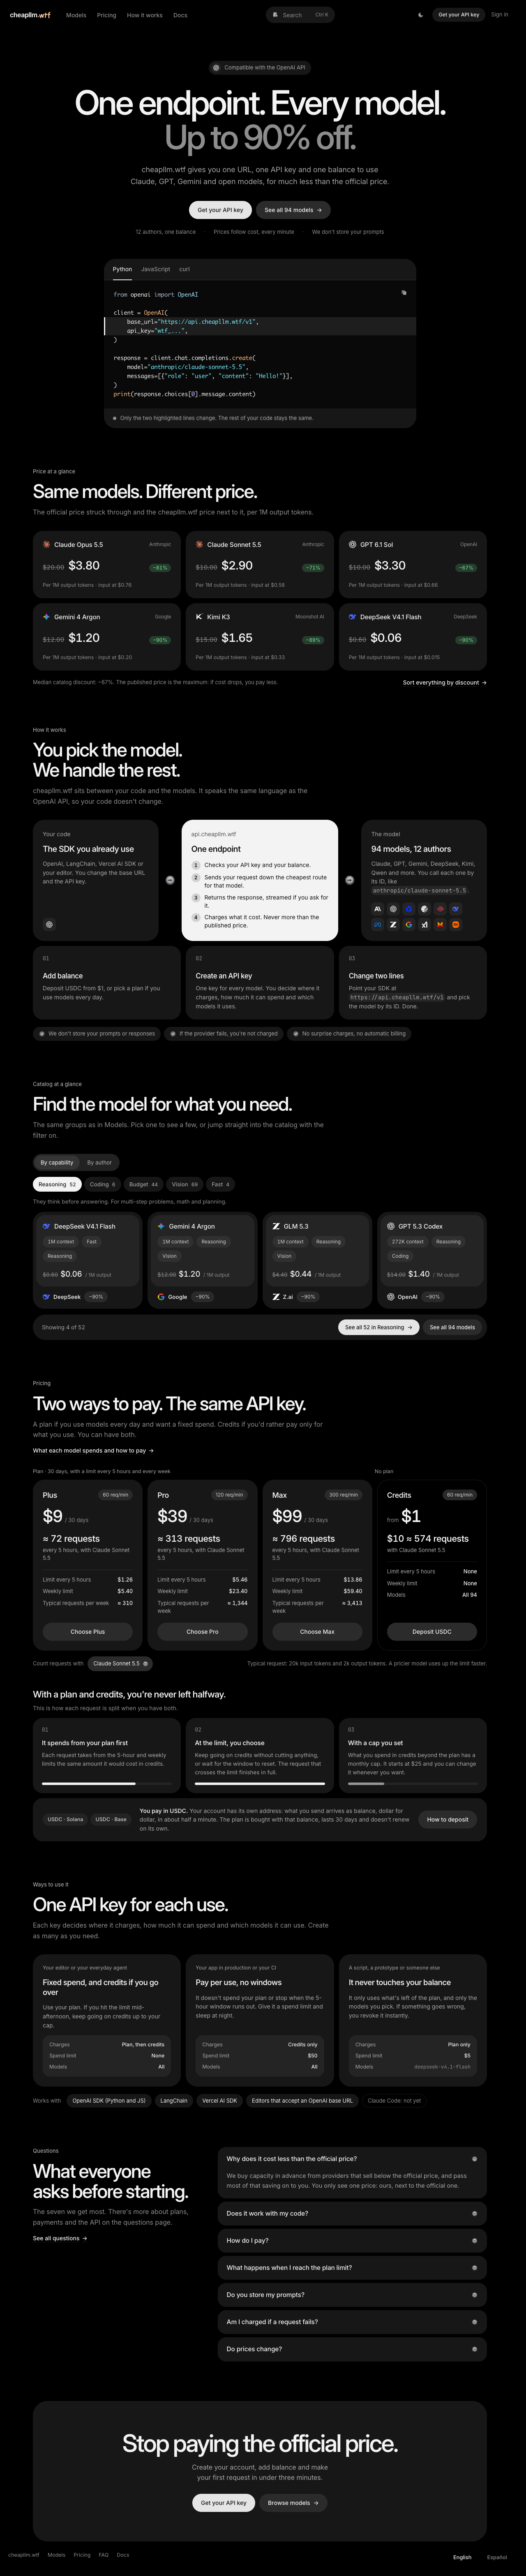 cheapllm.wtf
Models
Pricing
How it works
Docs
Search
Ctrl K
Get your API key
Sign in
Compatible with the OpenAI API
One endpoint. Every model.
Up to 90% off.
cheapllm.wtf gives you one URL, one API key and one balance to use
Claude, GPT, Gemini and open models, for much less than the official price.
Get your API key
See all 94 models →
12 authors, one balance
Prices follow cost, every minute
We don't store your prompts
Python
JavaScript
curl
from openai import OpenAI
client = OpenAI(
base_url="https://api.cheapllm.wtf/v1",
api_key="wtf_...",
)
response = client.chat.completions.create(
model="anthropic/claude-sonnet-5.5",
messages=[{"role": "user", "content": "Hello!"}],
)
print(response.choices[0].message.content)
Only the two highlighted lines change. The rest of your code stays the same.
Price at a glance
Same models. Different price.
The official price struck through and the cheapllm.wtf price next to it, per 1M output tokens.
Claude Opus 5.5
Anthropic
$20.00 $3.80
−81%
Per 1M output tokens · input at $0.76
Claude Sonnet 5.5
Anthropic
$10.00 $2.90
−71%
Per 1M output tokens · input at $0.58
GPT 6.1 Sol
OpenAI
$10.00 $3.30
−67%
Per 1M output tokens · input at $0.66
Gemini 4 Argon
Google
$12.00 $1.20
−90%
Per 1M output tokens · input at $0.20
Kimi K3
Moonshot AI
$15.00 $1.65
−89%
Per 1M output tokens · input at $0.33
DeepSeek V4.1 Flash
DeepSeek
$0.60 $0.06
−90%
Per 1M output tokens · input at $0.015
Median catalog discount: −67%. The published price is the maximum: if cost drops, you pay less.
Sort everything by discount →
How it works
You pick the model.
We handle the rest.
cheapllm.wtf sits between your code and the models. It speaks the same language as the
OpenAI API, so your code doesn't change.
Your code
The SDK you already use
OpenAI, LangChain, Vercel AI SDK or
your editor. You change the base URL
and the API key.
api.cheapllm.wtf
One endpoint
1 Checks your API key and your balance.
2 Sends your request down the cheapest route
for that model.
3 Returns the response, streamed if you ask for
it.
4 Charges what it cost. Never more than the
published price.
The model
94 models, 12 authors
Claude, GPT, Gemini, DeepSeek, Kimi,
Qwen and more. You call each one by
its ID, like
anthropic/claude-sonnet-5.5.
01
Add balance
Deposit USDC from $1, or pick a plan if you
use models every day.
02
Create an API key
One key for every model. You decide where it
charges, how much it can spend and which
models it uses.
03
Change two lines
Point your SDK at
https://api.cheapllm.wtf/v1 and pick
the model by its ID. Done.
We don't store your prompts or responses
If the provider fails, you're not charged
No surprise charges, no automatic billing
Catalog at a glance
Find the model for what you need.
The same groups as in Models. Pick one to see a few, or jump straight into the catalog with the
filter on.
By capability
By author
Reasoning 52
Coding 6
Budget 44
Vision 69
Fast 4
They think before answering. For multi-step problems, math and planning.
DeepSeek V4.1 Flash
1M context
Fast
Reasoning
$0.60 $0.06 / 1M output
DeepSeek
−90%
Gemini 4 Argon
1M context
Reasoning
Vision
$12.00 $1.20 / 1M output
Google
−90%
GLM 5.3
1M context
Reasoning
Vision
$4.40 $0.44 / 1M output
Z.ai
−90%
GPT 5.3 Codex
272K context
Reasoning
Coding
$14.00 $1.40 / 1M output
OpenAI
−90%
Showing 4 of 52
See all 52 in Reasoning →
See all 94 models
Pricing
Two ways to pay. The same API key.
A plan if you use models every day and want a fixed spend. Credits if you'd rather pay only for
what you use. You can have both.
What each model spends and how to pay →
Plan · 30 days, with a limit every 5 hours and every week
No plan
Plus
60 req/min
$9 / 30 days
≈ 72 requests
every 5 hours, with Claude Sonnet
5.5
Limit every 5 hours $1.26
Weekly limit $5.40
Typical requests per week ≈ 310
Choose Plus
Pro
120 req/min
$39 / 30 days
≈ 313 requests
every 5 hours, with Claude Sonnet
5.5
Limit every 5 hours $5.46
Weekly limit $23.40
Typical requests per ≈ 1,344
week
Choose Pro
Max
300 req/min
$99 / 30 days
≈ 796 requests
every 5 hours, with Claude Sonnet
5.5
Limit every 5 hours $13.86
Weekly limit $59.40
Typical requests per ≈ 3,413
week
Choose Max
Credits
60 req/min
from $1
$10 ≈ 574 requests
with Claude Sonnet 5.5
Limit every 5 hours None
Weekly limit None
Models All 94
Deposit USDC
Count requests with
Claude Sonnet 5.5
Typical request: 20k input tokens and 2k output tokens. A pricier model uses up the limit faster.
With a plan and credits, you're never left halfway.
This is how each request is split when you have both.
01
It spends from your plan first
Each request takes from the 5-hour and weekly
limits the same amount it would cost in credits.
02
At the limit, you choose
Keep going on credits without cutting anything,
or wait for the window to reset. The request that
crosses the limit finishes in full.
03
With a cap you set
What you spend in credits beyond the plan has a
monthly cap. It starts at $25 and you can change
it whenever you want.
USDC · Solana
USDC · Base
You pay in USDC. Your account has its own address: what you send arrives as balance, dollar for
dollar, in about half a minute. The plan is bought with that balance, lasts 30 days and doesn't renew
on its own.
How to deposit
Ways to use it
One API key for each use.
Each key decides where it charges, how much it can spend and which models it can use. Create
as many as you need.
Your editor or your everyday agent
Fixed spend, and credits if you go
over
Use your plan. If you hit the limit mid-
afternoon, keep going on credits up to your
cap.
Charges Plan, then credits
Spend limit None
Models All
Your app in production or your CI
Pay per use, no windows
It doesn't spend your plan or stop when the 5-
hour window runs out. Give it a spend limit and
sleep at night.
Charges Credits only
Spend limit $50
Models All
A script, a prototype or someone else
It never touches your balance
It only uses what's left of the plan, and only the
models you pick. If something goes wrong,
you revoke it instantly.
Charges Plan only
Spend limit $5
Models deepseek-v4.1-flash
Works with
OpenAI SDK (Python and JS)
LangChain
Vercel AI SDK
Editors that accept an OpenAI base URL
Claude Code: not yet
Questions
What everyone
asks before starting.
The seven we get most. There's more about plans,
payments and the API on the questions page.
See all questions →
Why does it cost less than the official price?
We buy capacity in advance from providers that sell below the official price, and pass
most of that saving on to you. You only see one price: ours, next to the official one.
Does it work with my code?
How do I pay?
What happens when I reach the plan limit?
Do you store my prompts?
Am I charged if a request fails?
Do prices change?
Stop paying the official price.
Create your account, add balance and make
your first request in under three minutes.
Get your API key
Browse models →
cheapllm.wtf
Models
Pricing
FAQ
Docs
English
Español